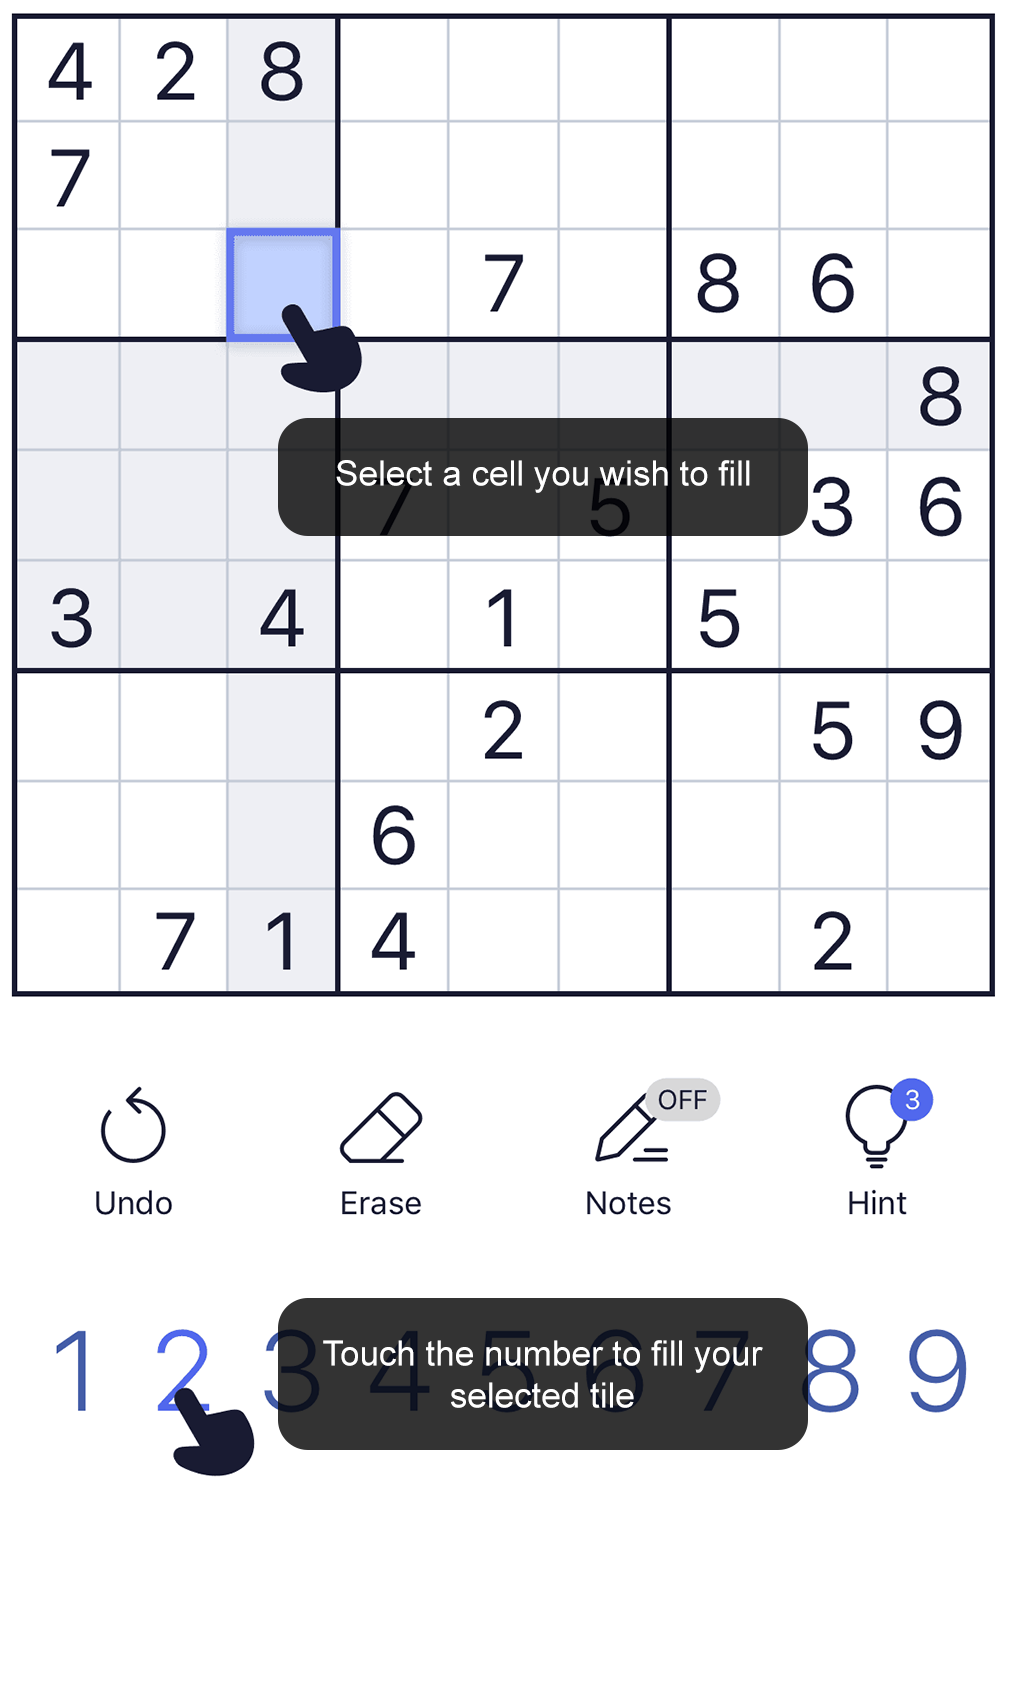 4 2 8
7
7 8 6
8
Select a cell you wish to fill
7 5 3 6
3 4 1 5
2 5 9
6
7 1 4 2
OFF 3
Undo Erase Notes Hint
1 2 3 4 5 6 7 8 9
Touch the number to fill your
selected tile